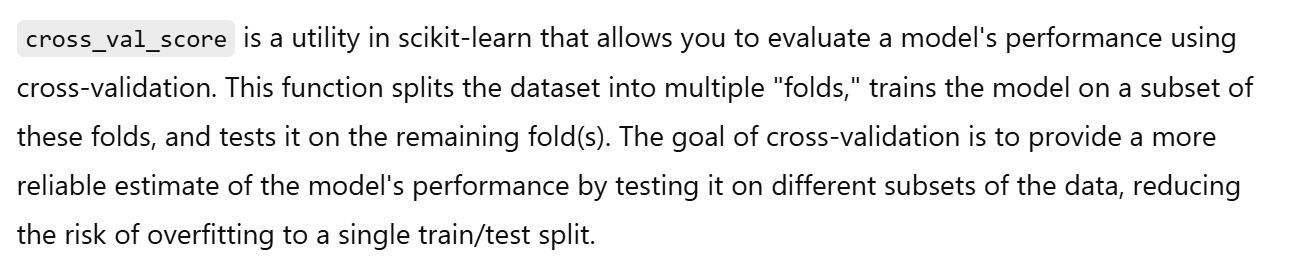 cross_val_score is a utility in scikit-learn that allows you to evaluate a model's performance using
cross-validation. This function splits the dataset into multiple "folds," trains the model on a subset of
these folds, and tests it on the remaining fold(s). The goal of cross-validation is to provide a more
reliable estimate of the model's performance by testing it on different subsets of the data, reducing
the risk of overfitting to a single train/test split.